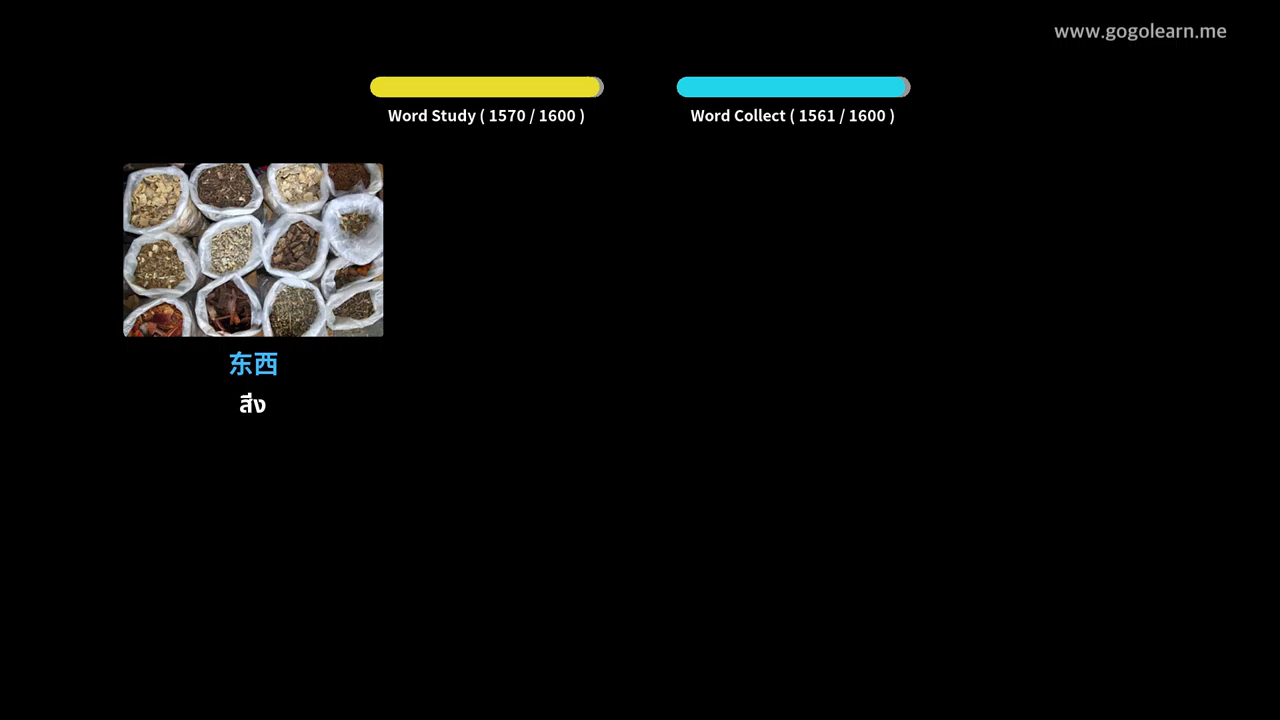 www.gogolearn.me
Word Study ( 1570 / 1600 )
Word Collect ( 1561 / 1600 )
东西
สิ่ง